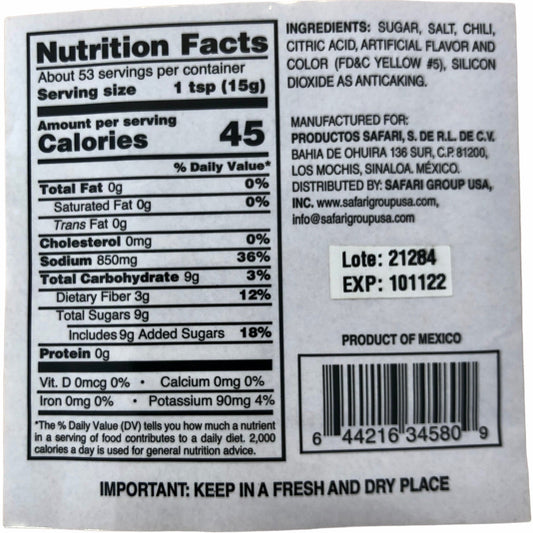 Nutrition Facts
About 53 servings per container
Serving size 1 tsp (15g)
Amount per serving
Calories 45
% Daily Value*
Total Fat 0g 0%
Saturated Fat 0g 0%
Trans Fat 0g
Cholesterol 0mg 0%
Sodium 850mg 36%
Total Carbohydrate 9g 3%
Dietary Fiber 3g 12%
Total Sugars 9g
Includes 9g Added Sugars 18%
Protein 0g
Vit. D 0mcg 0% • Calcium 0mg 0%
Iron 0mg 0% • Potassium 90mg 4%
*The % Daily Value (DV) tells you how much a nutrient
in a serving of food contributes to a daily diet. 2,000
calories a day is used for general nutrition advice.
INGREDIENTS: SUGAR, SALT, CHILI,
CITRIC ACID, ARTIFICIAL FLAVOR AND
COLOR (FD&C YELLOW #5), SILICON
DIOXIDE AS ANTICAKING.
MANUFACTURED FOR:
PRODUCTOS SAFARI, S. DE R.L. DE C.V.
BAHIA DE OHUIRA 136 SUR, C.P. 81200,
LOS MOCHIS, SINALOA. MÉXICO.
DISTRIBUTED BY: SAFARI GROUP USA,
INC. www.safarigroupusa.com,
info@safarigroupusa.com
Lote: 21284
EXP: 101122
PRODUCT OF MEXICO
6 44216 34580 9
IMPORTANT: KEEP IN A FRESH AND DRY PLACE